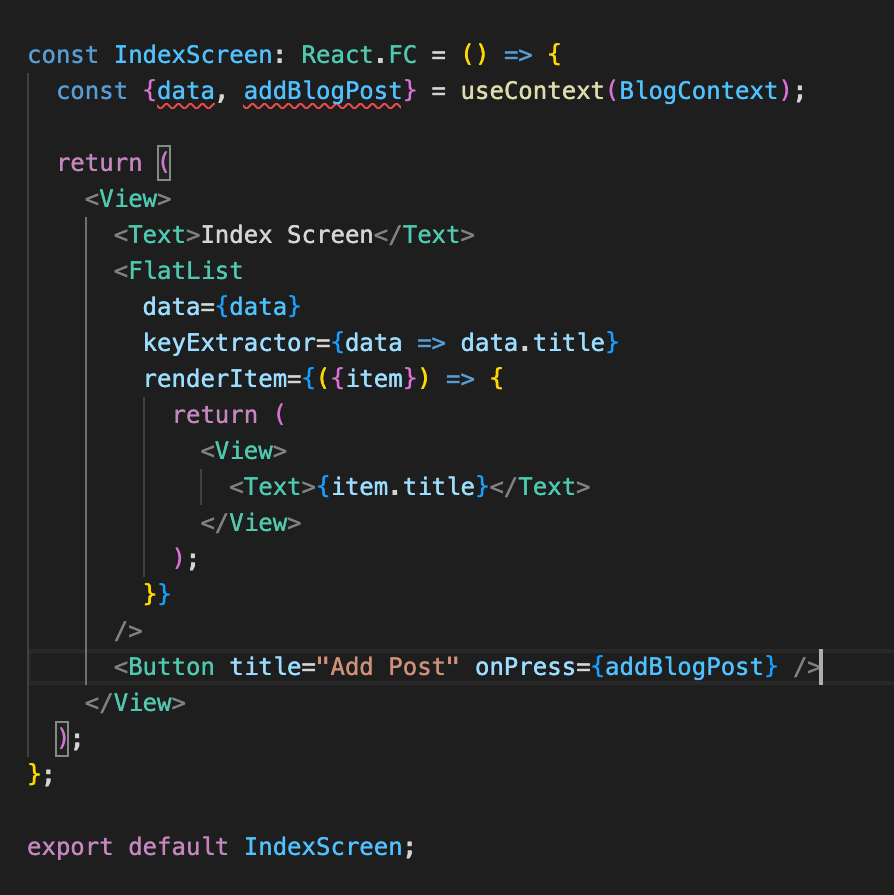 const IndexScreen: React.FC = () => {
  const {data, addBlogPost} = useContext(BlogContext);

  return (
    <View>
      <Text>Index Screen</Text>
      <FlatList
        data={data}
        keyExtractor={data => data.title}
        renderItem={({item}) => {
          return (
            <View>
              <Text>{item.title}</Text>
            </View>
          );
        }}
      />
      <Button title="Add Post" onPress={addBlogPost} />
    </View>
  );
};

export default IndexScreen;